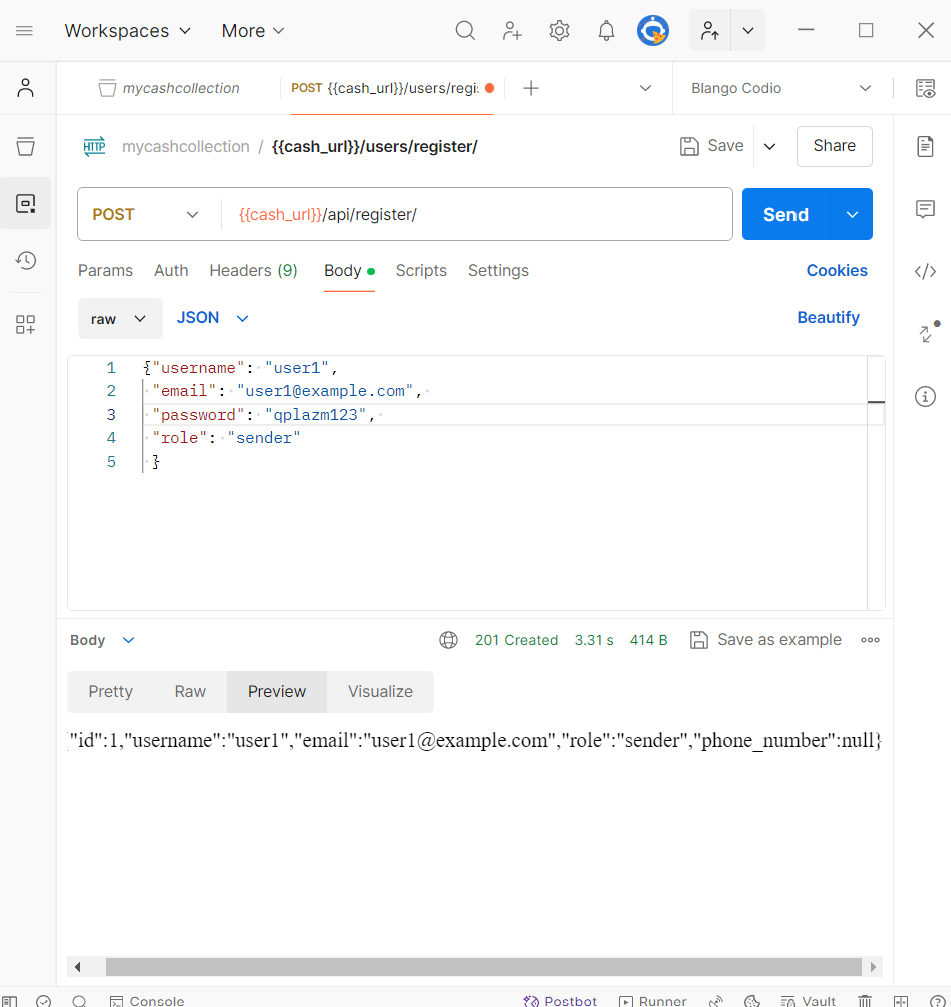 Workspaces More
mycashcollection POST {{cash_url}}/users/regi Blango Codio
HTTP mycashcollection / {{cash_url}}/users/register/ Save Share
POST {{cash_url}}/api/register/ Send
Params Auth Headers (9) Body Scripts Settings Cookies
raw JSON Beautify
1 {"username": "user1",
2 "email": "user1@example.com",
3 "password": "qplazm123",
4 "role": "sender"
5 }
Body 201 Created 3.31 s 414 B Save as example
Pretty Raw Preview Visualize
"id":1,"username":"user1","email":"user1@example.com","role":"sender","phone_number":null}
Console Postbot Runner Vault